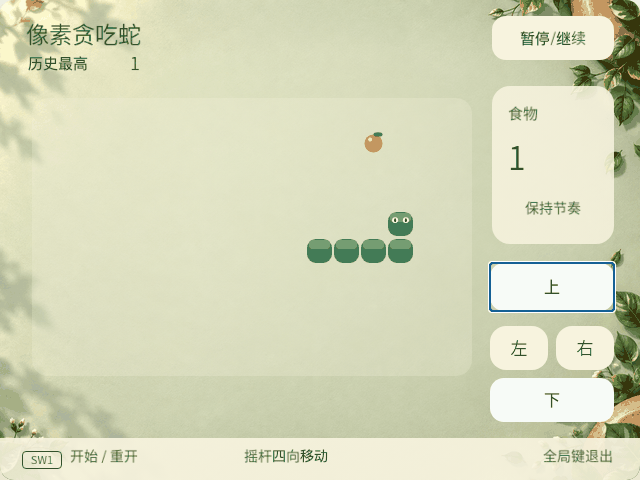 像素贪吃蛇
历史最高 1
暂停/继续
食物
1
保持节奏
上
左 右
下
SW1 开始 / 重开 摇杆四向移动 全局键退出